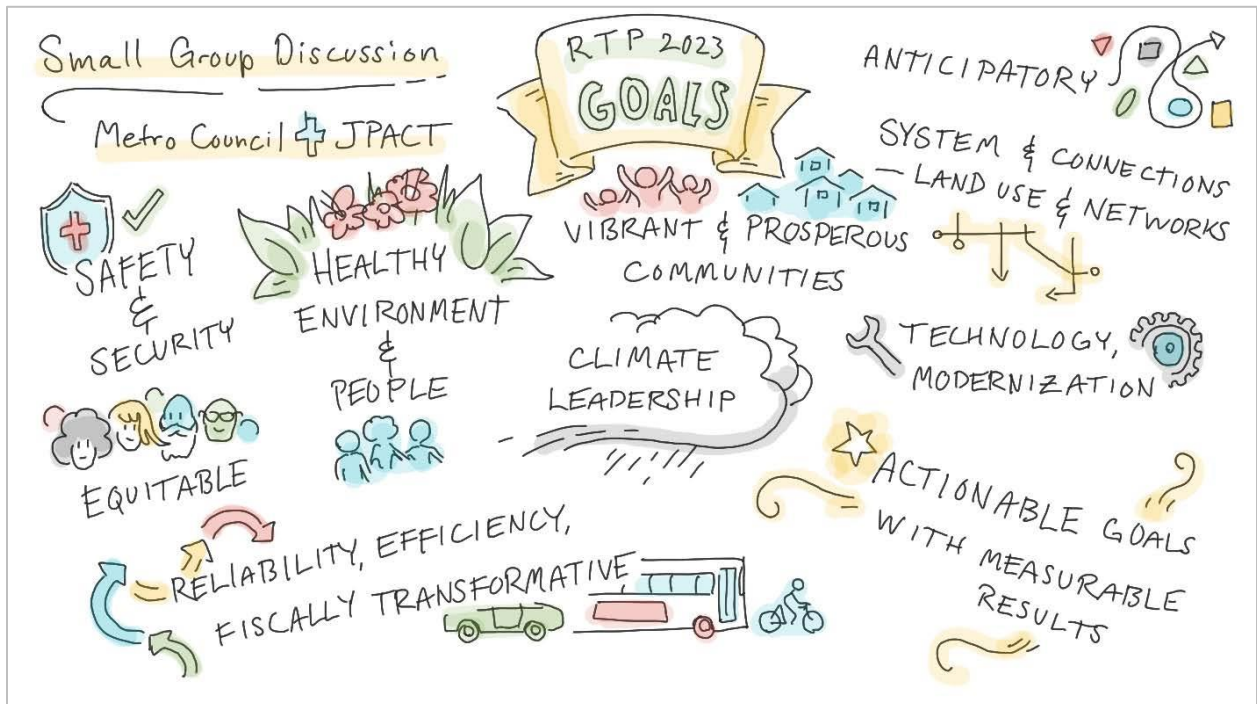 Small Group Discussion
Metro Council + JPACT
RTP 2023
GOALS
SAFETY
&
SECURITY
HEALTHY
ENVIRONMENT
&
PEOPLE
VIBRANT & PROSPEROUS
COMMUNITIES
ANTICIPATORY
SYSTEM & CONNECTIONS
— LAND USE &
NETWORKS
CLIMATE
LEADERSHIP
TECHNOLOGY,
MODERNIZATION
EQUITABLE
RELIABILITY, EFFICIENCY,
FISCALLY TRANSFORMATIVE
ACTIONABLE GOALS
WITH MEASURABLE
RESULTS